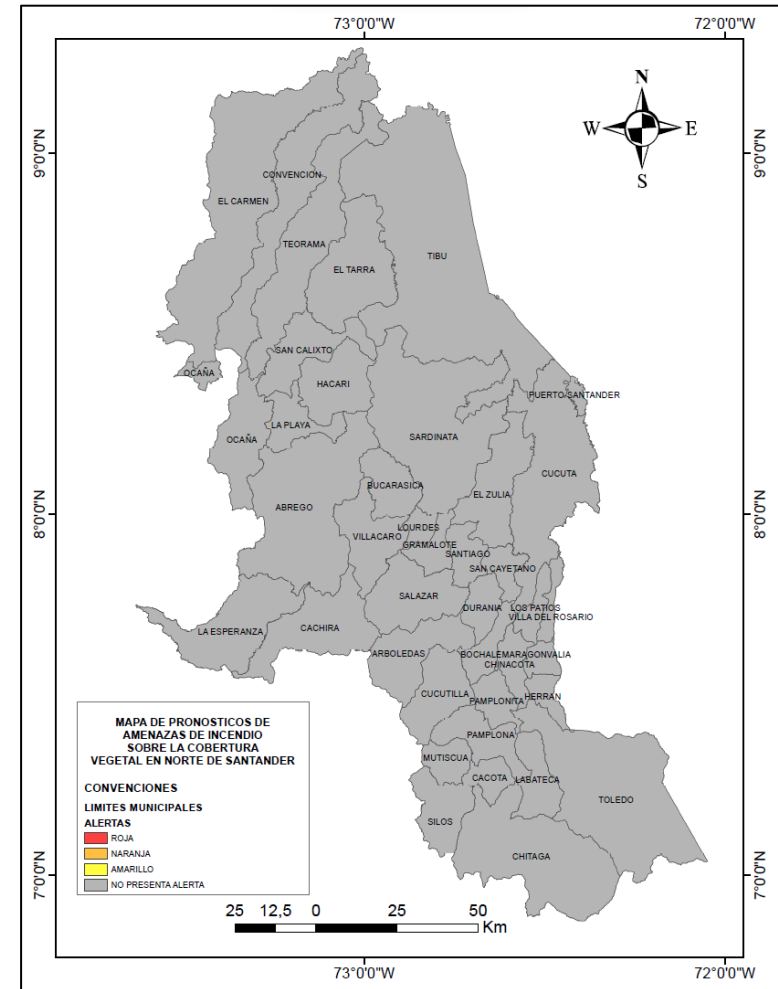 73°0'0"W
72°0'0"W
N
W
E
S
9°0'0"N
9°0'0"N
CONVENCION
EL CARMEN
TEORAMA
TIBU
EL TARRA
SAN CALIXTO
OCAÑA
HACARI
PUERTO SANTANDER
LA PLAYA
OCAÑA
SARDINATA
CUCUTA
BUCARASICA
EL ZULIA
ABREGO
8°0'0"N
8°0'0"N
LOURDES
VILLACARO
GRAMALOTE
SANTIAGO
SAN CAYETANO
SALAZAR
DURANIA
LOS PATIOS
VILLA DEL ROSARIO
LA ESPERANZA
CACHIRA
ARBOLEDAS
BOCHALEMA
RAGONVALIA
CHINACOTA
CUCUTILLA
PAMPLONITA
HERRAN
PAMPLONA
MUTISCUA
CACOTA
LABATECA
TOLEDO
SILOS
CHITAGA
7°0'0"N
7°0'0"N
MAPA DE PRONOSTICOS DE
AMENAZAS DE INCENDIO
SOBRE LA COBERTURA
VEGETAL EN NORTE DE SANTANDER
CONVENCIONES
LIMITES MUNICIPALES
ALERTAS
ROJA
NARANJA
AMARILLO
NO PRESENTA ALERTA
25 12,5 0 25 50
Km
73°0'0"W
72°0'0"W